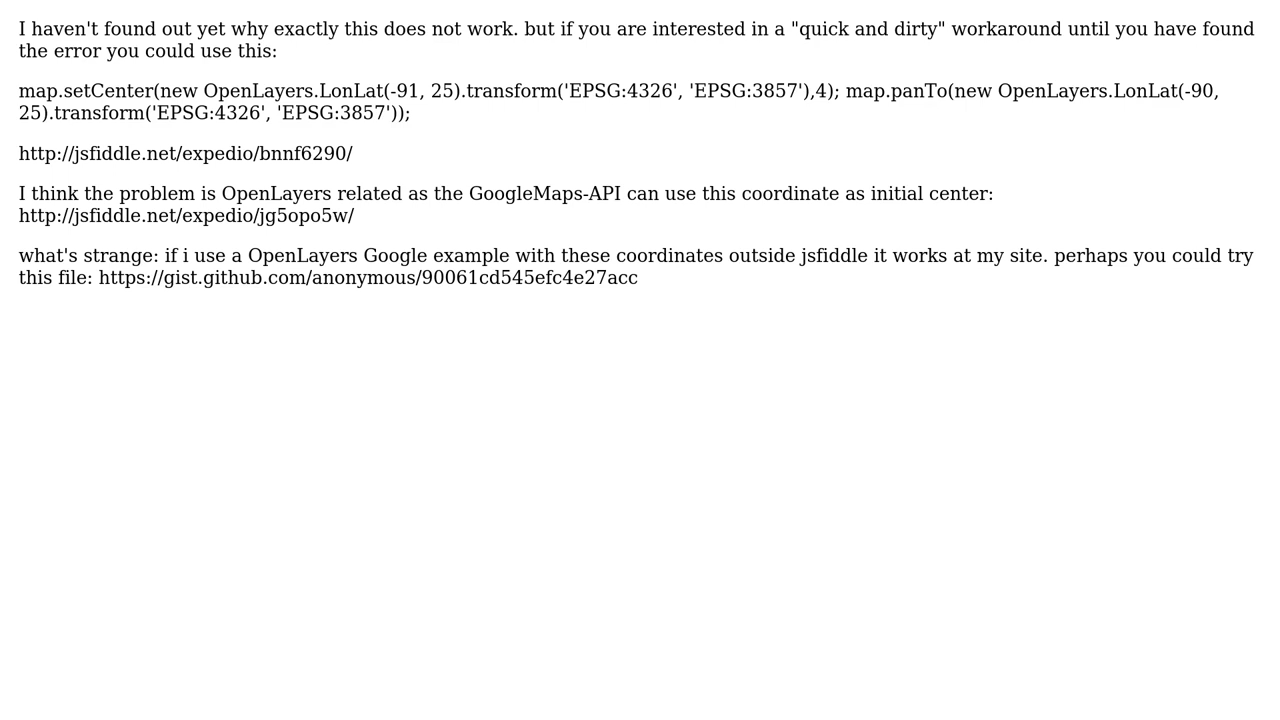 I haven't found out yet why exactly this does not work. but if you are interested in a "quick and dirty" workaround until you have found
the error you could use this:
map.setCenter(new OpenLayers.LonLat(-91, 25).transform('EPSG:4326', 'EPSG:3857'),4); map.panTo(new OpenLayers.LonLat(-90,
25).transform('EPSG:4326', 'EPSG:3857'));
http://jsfiddle.net/expedio/bnnf6290/
I think the problem is OpenLayers related as the GoogleMaps-API can use this coordinate as initial center:
http://jsfiddle.net/expedio/jg5opo5w/
what's strange: if i use a OpenLayers Google example with these coordinates outside jsfiddle it works at my site. perhaps you could try
this file: https://gist.github.com/anonymous/90061cd545efc4e27acc